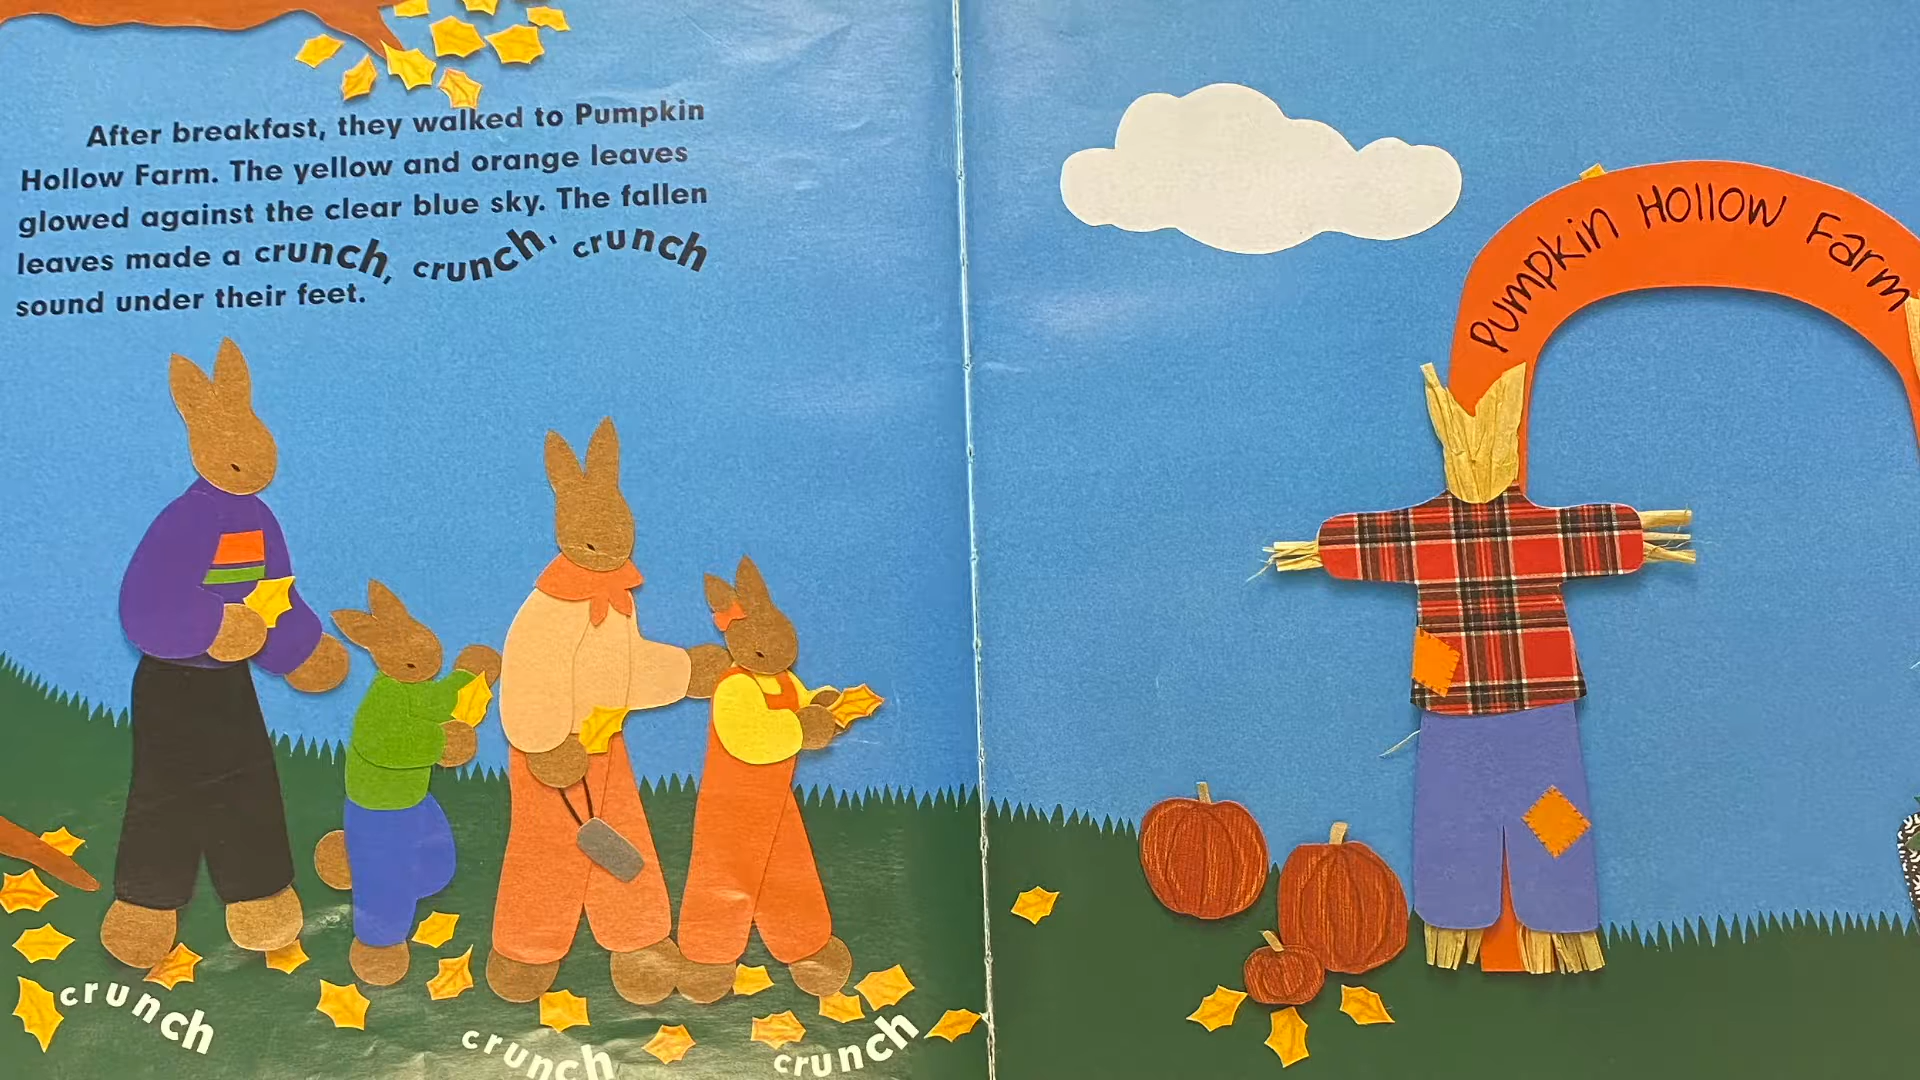 After breakfast, they walked to Pumpkin
Hollow Farm. The yellow and orange leaves
glowed against the clear blue sky. The fallen
leaves made a crunch, crunch, crunch
sound under their feet.
crunch
crunch
crunch
Pumpkin Hollow Farm